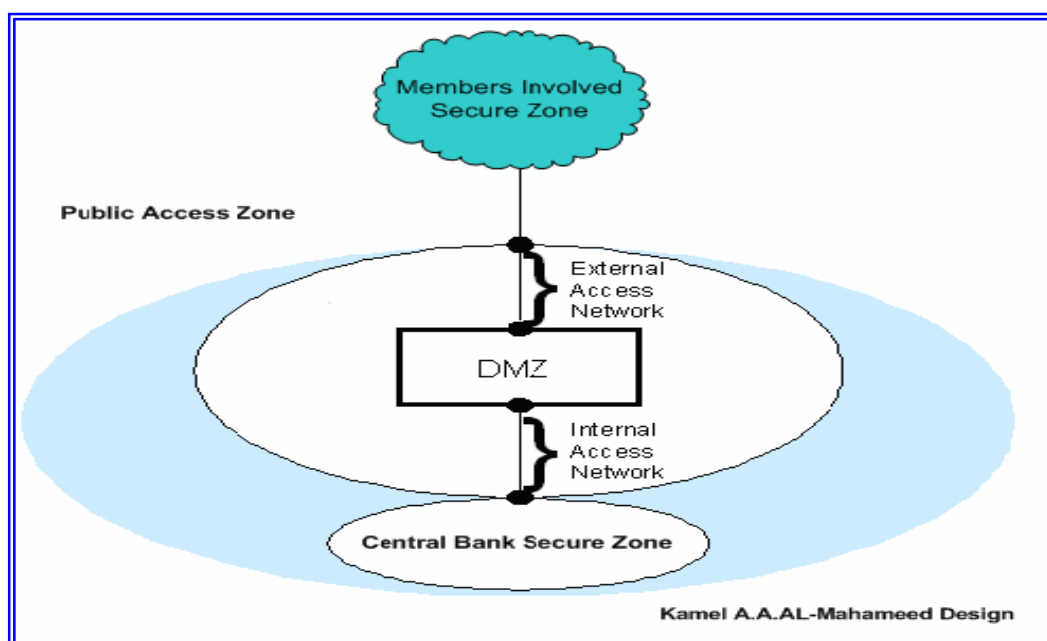 Members Involved
Secure Zone
Public Access Zone
External
Access
Network
DMZ
Internal
Access
Network
Central Bank Secure Zone
Kamel A.A.AL-Mahameed Design